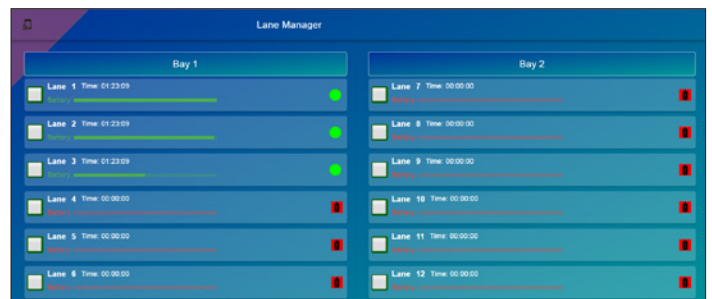 Lane Manager
Bay 1
Lane 1 Time: 01:23:09
Battery
Lane 2 Time: 01:23:09
Battery
Lane 3 Time: 01:23:09
Battery
Lane 4 Time: 00:00:00
Battery
Lane 5 Time: 00:00:00
Battery
Lane 6 Time: 00:00:00
Battery
Bay 2
Lane 7 Time: 00:00:00
Battery
Lane 8 Time: 00:00:00
Battery
Lane 9 Time: 00:00:00
Battery
Lane 10 Time: 00:00:00
Battery
Lane 11 Time: 00:00:00
Battery
Lane 12 Time: 00:00:00
Battery